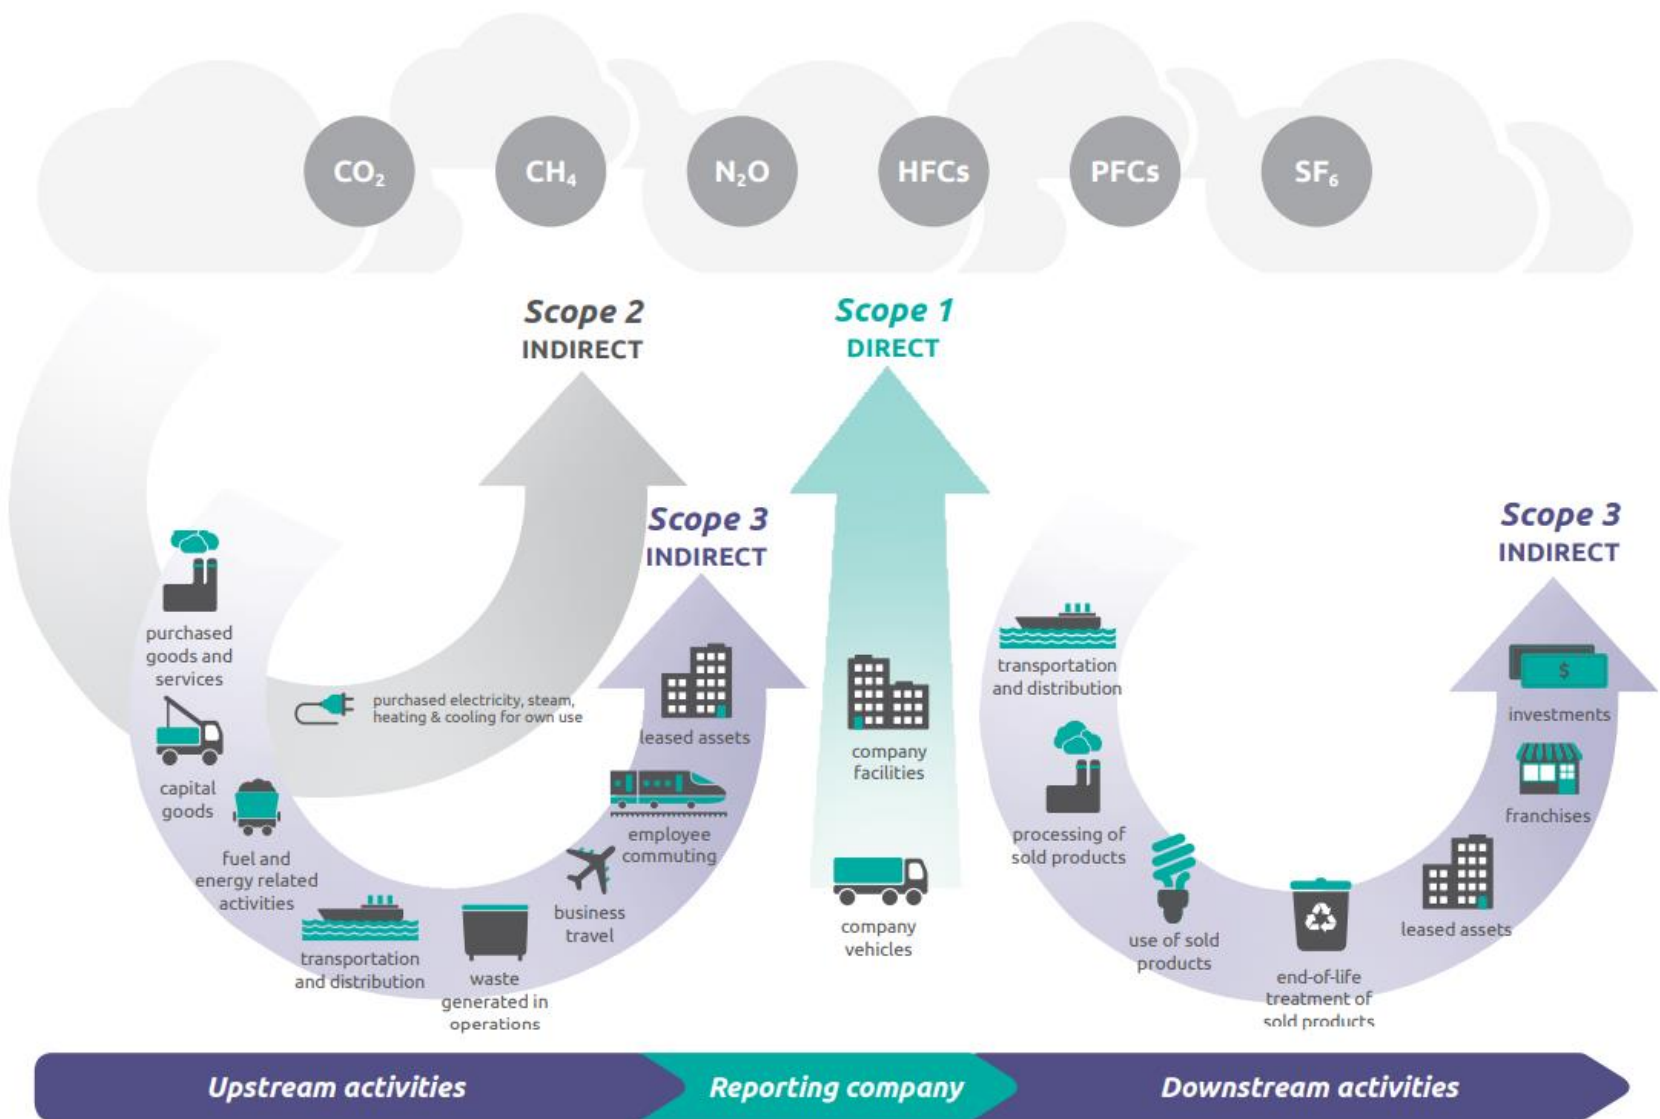 CO₂
CH₄
N₂O
HFCs
PFCs
SF₆
Scope 2
INDIRECT
Scope 1
DIRECT
Scope 3
INDIRECT
Scope 3
INDIRECT
purchased
goods and
services
capital
goods
fuel and
energy related
activities
transportation
and distribution
waste
generated in
operations
business
travel
employee
commuting
leased assets
purchased electricity, steam,
heating & cooling for own use
company
facilities
company
vehicles
transportation
and distribution
processing of
sold products
use of sold
products
end-of-life
treatment of
sold products
leased assets
franchises
$
investments
Upstream activities
Reporting company
Downstream activities